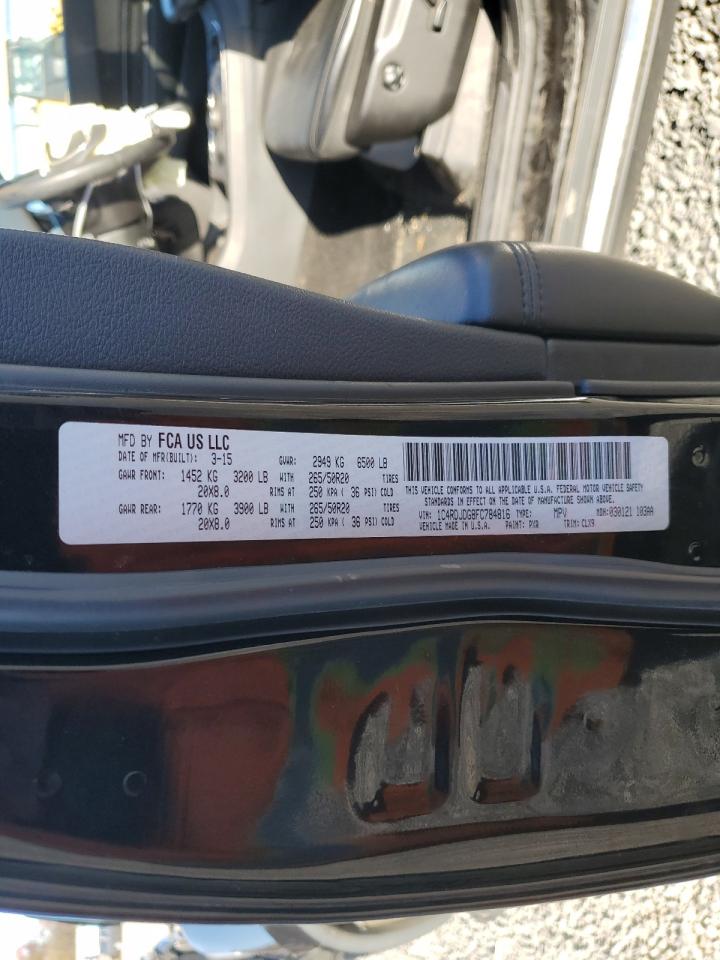 MFD BY FCA US LLC
DATE OF MFR(BUILT): 3-15 GVWR: 2949 KG 6500 LB
GAWR FRONT: 1452 KG 3200 LB WITH 265/50R20 TIRES
20X8.0 RIMS AT 250 KPA ( 36 PSI) COLD
GAWR REAR: 1770 KG 3900 LB WITH 265/50R20 TIRES
20X8.0 RIMS AT 250 KPA ( 36 PSI) COLD
THIS VEHICLE CONFORMS TO ALL APPLICABLE U.S.A. FEDERAL MOTOR VEHICLE SAFETY
STANDARDS IN EFFECT ON THE DATE OF MANUFACTURE SHOWN ABOVE.
VIN: 1C4RDJDG8FC784816 TYPE: MPV MDH: 030121 103AA
VEHICLE MADE IN U.S.A. PAINT: PXR TRIM: CLX9